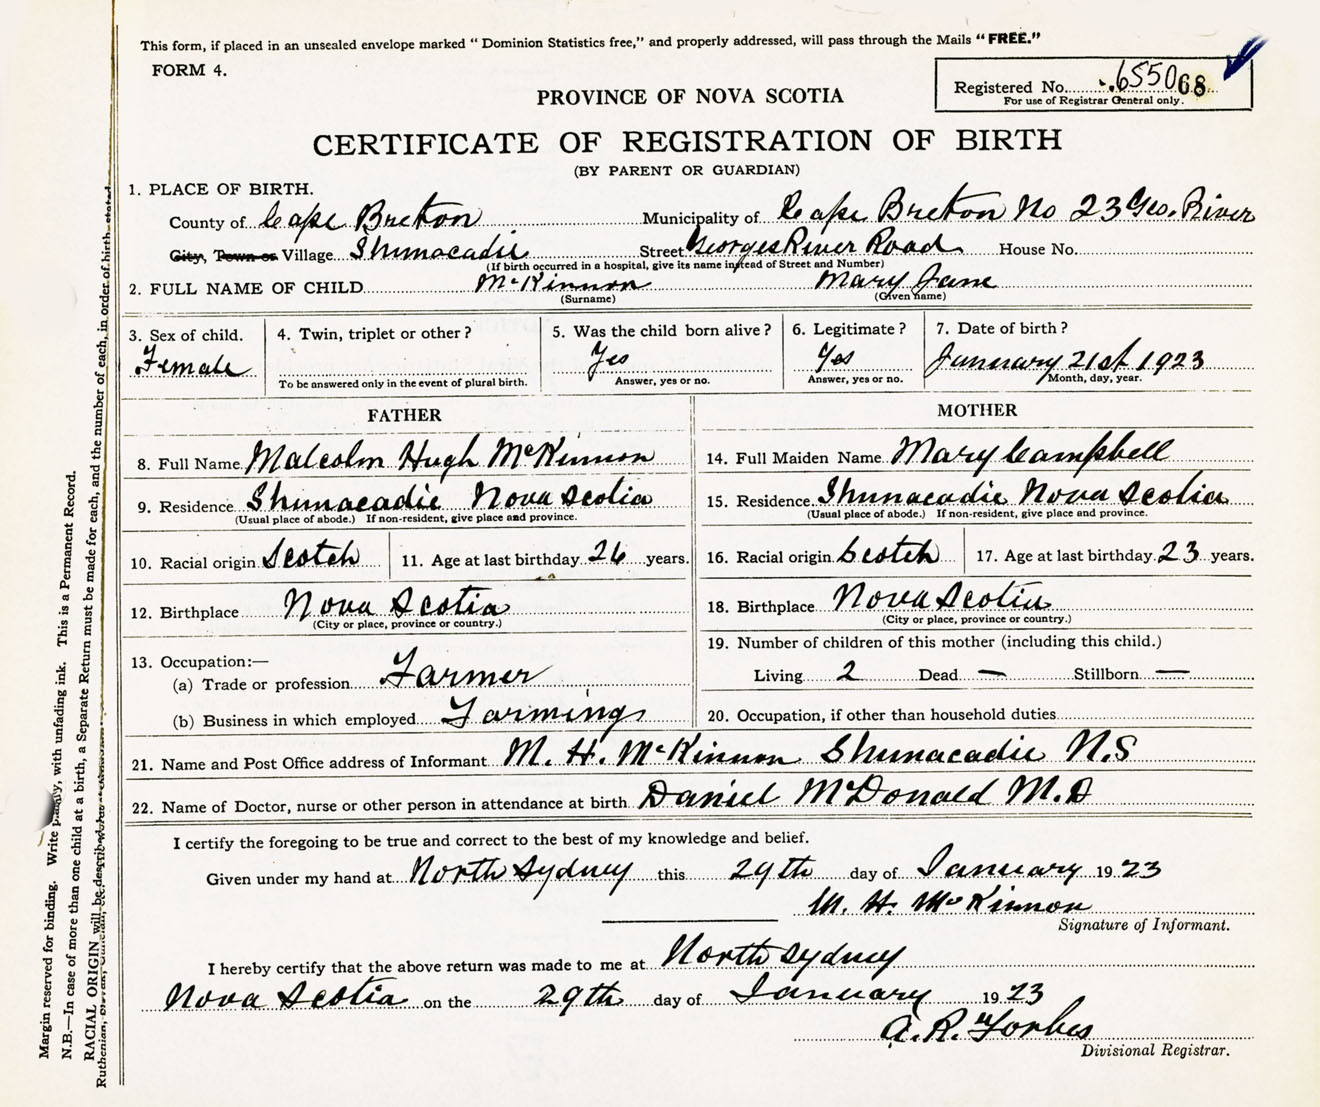 This form, if placed in an unsealed envelope marked " Dominion Statistics free," and properly addressed, will pass through the Mails "FREE."
FORM 4.
Registered No. 655068
For use of Registrar General only.
PROVINCE OF NOVA SCOTIA
CERTIFICATE OF REGISTRATION OF BIRTH
(BY PARENT OR GUARDIAN)
1. PLACE OF BIRTH.
County of Cape Breton Municipality of Cape Breton No 23 Geo. River
City, Town or Village Shunacadie Street Georges River Road House No.
(If birth occurred in a hospital, give its name instead of Street and Number)
2. FULL NAME OF CHILD McKinnon Mary Jane
(Surname) (Given name)
3. Sex of child. 4. Twin, triplet or other? 5. Was the child born alive? 6. Legitimate? 7. Date of birth?
Female Yes Yes January 21st 1923
To be answered only in the event of plural birth. Answer, yes or no. Answer, yes or no. Month, day, year.
FATHER MOTHER
8. Full Name Malcolm Hugh McKinnon 14. Full Maiden Name Mary Campbell
9. Residence Shunacadie Nova Scotia 15. Residence Shunacadie Nova Scotia
(Usual place of abode.) If non-resident, give place and province. (Usual place of abode.) If non-resident, give place and province.
10. Racial origin Scotch 11. Age at last birthday 26 years. 16. Racial origin Scotch 17. Age at last birthday 23 years.
12. Birthplace Nova Scotia 18. Birthplace Nova Scotia
(City or place, province or country.) (City or place, province or country.)
19. Number of children of this mother (including this child.)
13. Occupation:—
(a) Trade or profession Farmer Living 2 Dead — Stillborn —
(b) Business in which employed Farming 20. Occupation, if other than household duties
21. Name and Post Office address of Informant M. H. McKinnon Shunacadie N.S
22. Name of Doctor, nurse or other person in attendance at birth Daniel McDonald M.D
I certify the foregoing to be true and correct to the best of my knowledge and belief.
Given under my hand at North Sydney this 29th day of January 1923
M. H. McKinnon
Signature of Informant.
I hereby certify that the above return was made to me at North Sydney
Nova Scotia on the 29th day of January 1923
A. R. Forbes
Divisional Registrar.
Margin reserved for binding. Write plainly, with unfading ink. This is a Permanent Record.
N.B.—In case of more than one child at a birth, a Separate Return must be made for each, and the number of each, in order of birth stated.
RACIAL ORIGIN will be
Ruthenian,